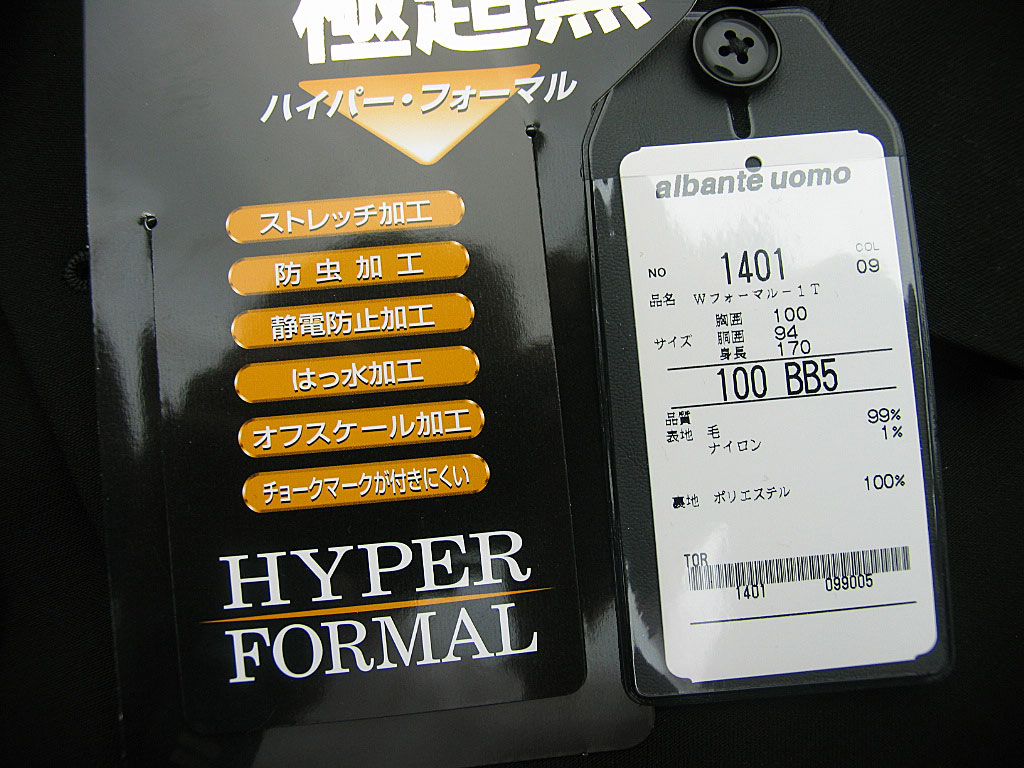 極超黒
ハイパー・フォーマル
ストレッチ加工
防虫加工
静電防止加工
はっ水加工
オフスケール加工
チョークマークが付きにくい
HYPER
FORMAL
albante uomo
COL
NO 1401 09
品名 Wフォーマル-1T
胸囲 100
サイズ 胴囲 94
身長 170
100 BB5
品質
表地 毛 99%
ナイロン 1%
裏地 ポリエステル 100%
TOR
1401 099005